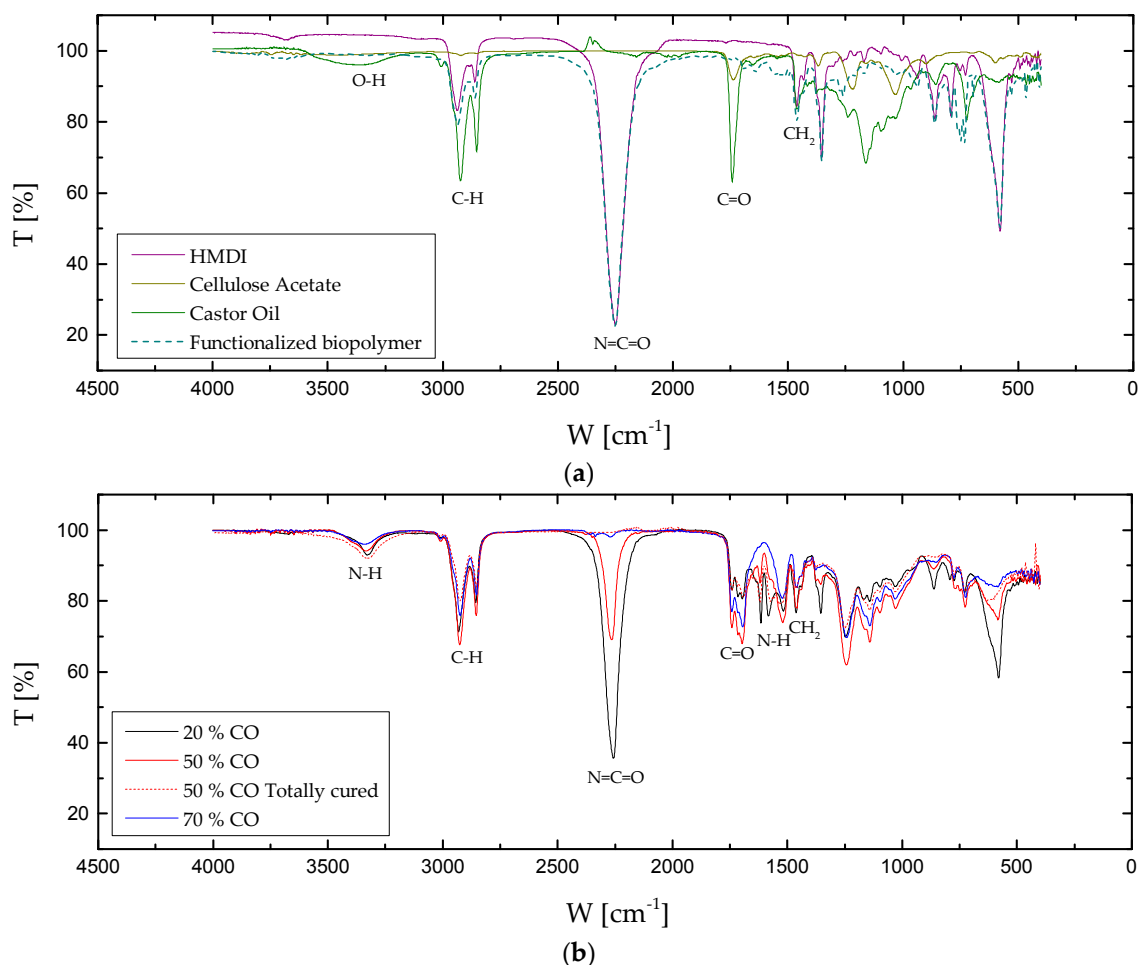 100
80
60
40
20
T [%]
O-H
C-H
N=C=O
C=O
CH₂
HMDI
Cellulose Acetate
Castor Oil
Functionalized biopolymer
4500 4000 3500 3000 2500 2000 1500 1000 500 0
W [cm⁻¹]
(a)
100
80
60
40
20
T [%]
N-H
C-H
N=C=O
C=O
N-H
CH₂
20 % CO
50 % CO
50 % CO Totally cured
70 % CO
4500 4000 3500 3000 2500 2000 1500 1000 500 0
W [cm⁻¹]
(b)